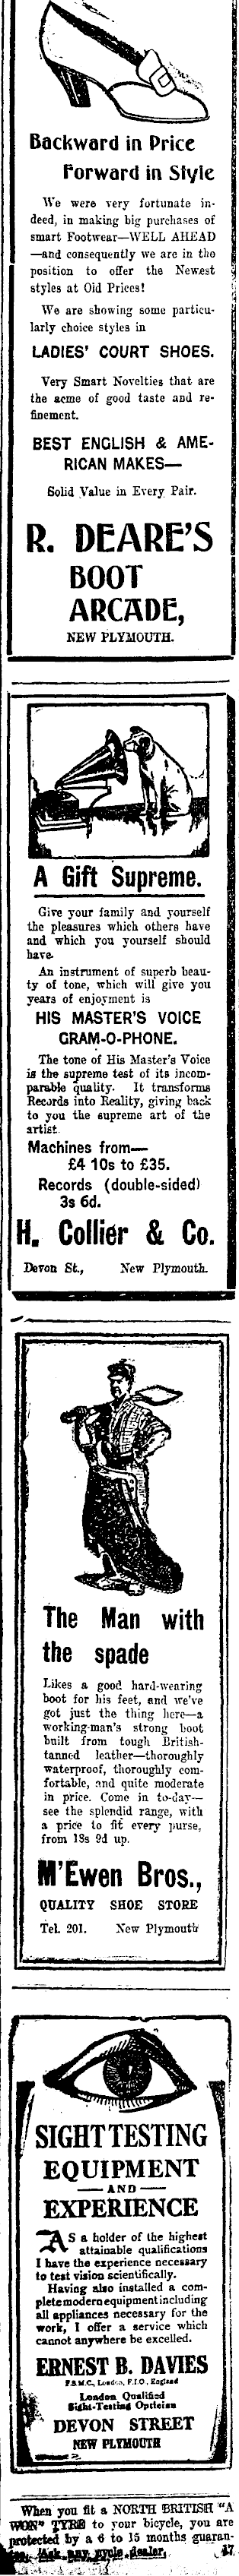 Backward in Price
Forward in Style
We were very fortunate in-
deed, in making big purchases of
smart Footwear—WELL AHEAD
—and consequently we are in the
position to offer the Newest
styles at Old Prices!
We are showing some particu-
larly choice styles in
LADIES' COURT SHOES.
Very Smart Novelties that are
the acme of good taste and re-
finement.
BEST ENGLISH & AME-
RICAN MAKES—
Solid Value in Every Pair.
R. DEARE'S
BOOT
ARCADE,
NEW PLYMOUTH.
A Gift Supreme.
Give your family and yourself
the pleasures which others have
and which you yourself should
have.
An instrument of superb beau-
ty of tone, which will give you
years of enjoyment is
HIS MASTER'S VOICE
GRAM-O-PHONE.
The tone of His Master's Voice
is the supreme test of its incom-
parable quality. It transforms
Records into Reality, giving back
to you the supreme art of the
artist.
Machines from—
£4 10s to £35.
Records (double-sided)
3s 6d.
H. Collier & Co.
Devon St., New Plymouth.
The Man with
the spade
Likes a good hard-wearing
boot for his feet, and we've
got just the thing here—a
working-man's strong boot
built from tough British-
tanned leather—thoroughly
waterproof, thoroughly com-
fortable, and quite moderate
in price. Come in to-day—
see the splendid range, with
a price to fit every purse,
from 18s 9d up.
M'Ewen Bros.,
QUALITY SHOE STORE
Tel. 201. New Plymouth
SIGHT TESTING
EQUIPMENT
— AND —
EXPERIENCE
AS a holder of the highest
attainable qualifications
I have the experience necessary
to test vision scientifically.
Having also installed a com-
plete modern equipment including
all appliances necessary for the
work, I offer a service which
cannot anywhere be excelled.
ERNEST B. DAVIES
F.S.M.C., London, F.I.O., England
London Qualified
Sight-Testing Optician
DEVON STREET
NEW PLYMOUTH
When you fit a NORTH BRITISH "A
WON" TYRE to your bicycle, you are
protected by a 6 to 15 months guaran-
tee. Ask any cycle dealer. 17